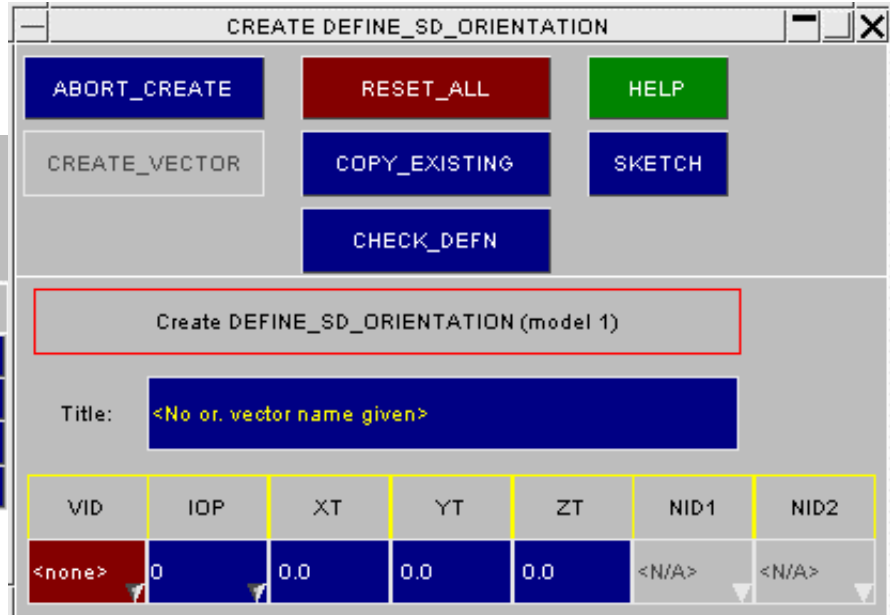 CREATE DEFINE_SD_ORIENTATION
ABORT_CREATE RESET_ALL HELP
CREATE_VECTOR COPY_EXISTING SKETCH
CHECK_DEFN
Create DEFINE_SD_ORIENTATION (model 1)
Title: <No or. vector name given>
VID IOP XT YT ZT NID1 NID2
<none> 0 0.0 0.0 0.0 <N/A> <N/A>